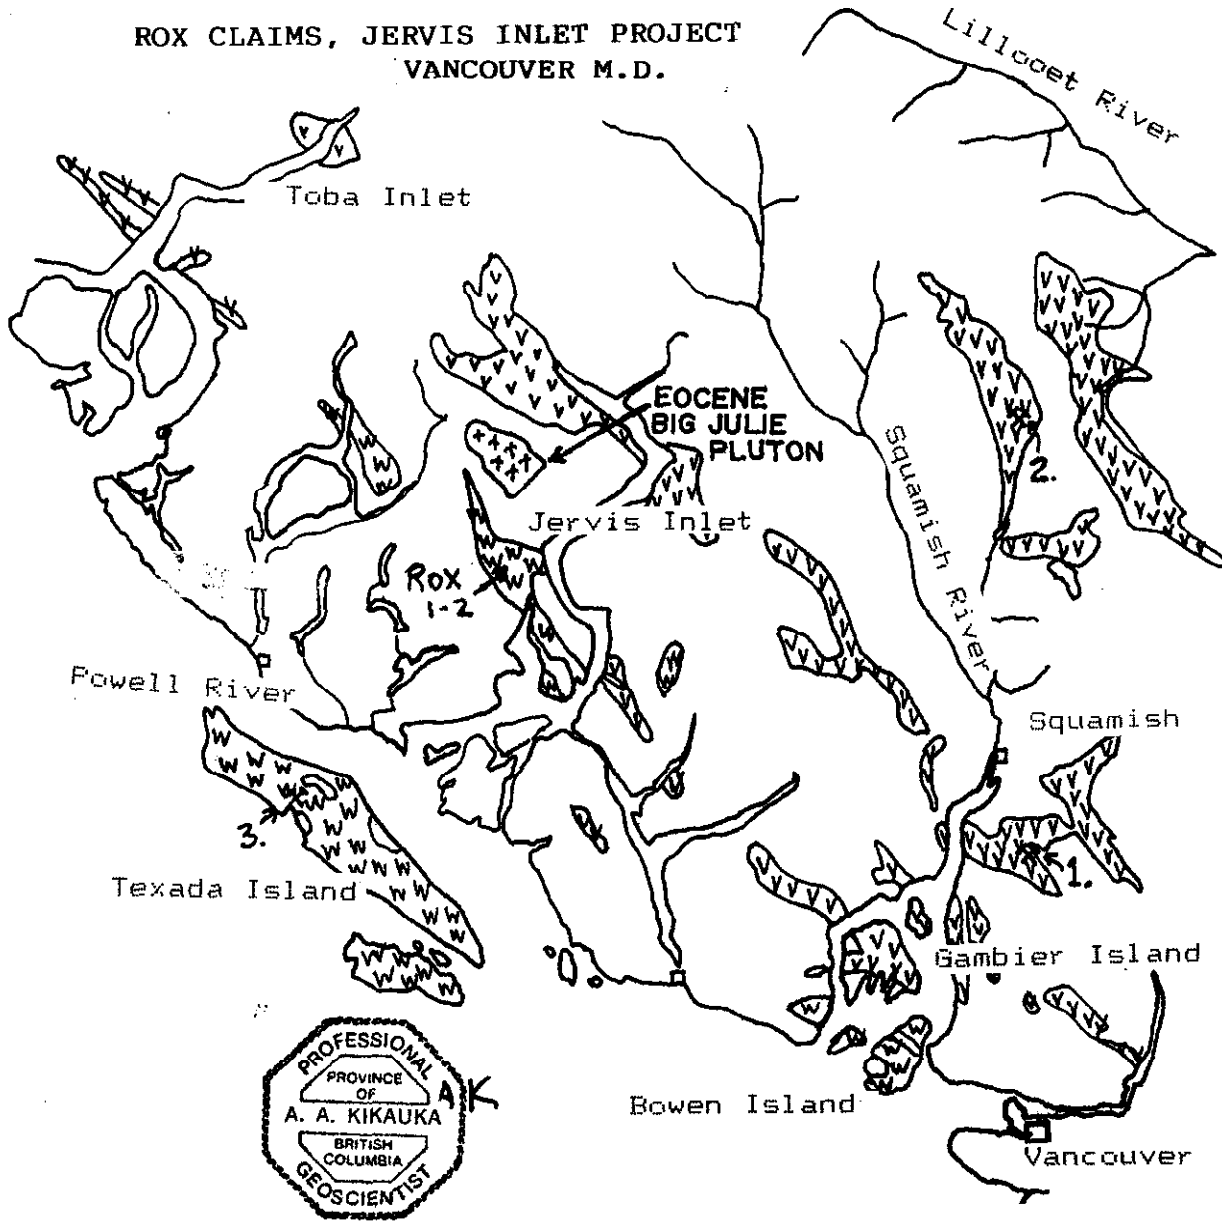 ROX CLAIMS, JERVIS INLET PROJECT
VANCOUVER M.D.
Lillooet River
Toba Inlet
EOCENE
BIG JULIE
PLUTON
2.
Squamish River
Jervis Inlet
Rox
1-2
Powell River
Squamish
3.
1.
Texada Island
Gambier Island
PROFESSIONAL
PROVINCE
OF
A. A. KIKAUKA
BRITISH
COLUMBIA
GEOSCIENTIST
AK
Bowen Island
Vancouver